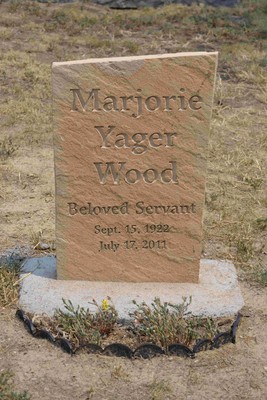 Marjorie
Yager
Wood
Beloved Servant
Sept. 15, 1922
July 17, 2011